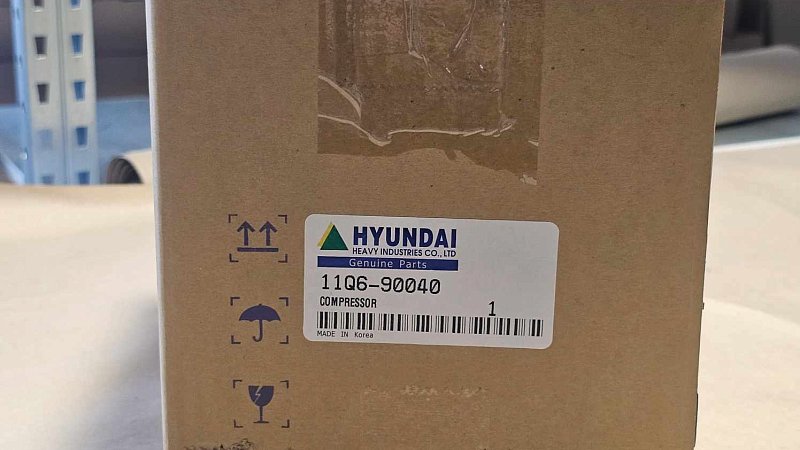 HYUNDAI
HEAVY INDUSTRIES CO., LTD
Genuine Parts
11Q6-90040
COMPRESSOR
1
MADE IN Korea